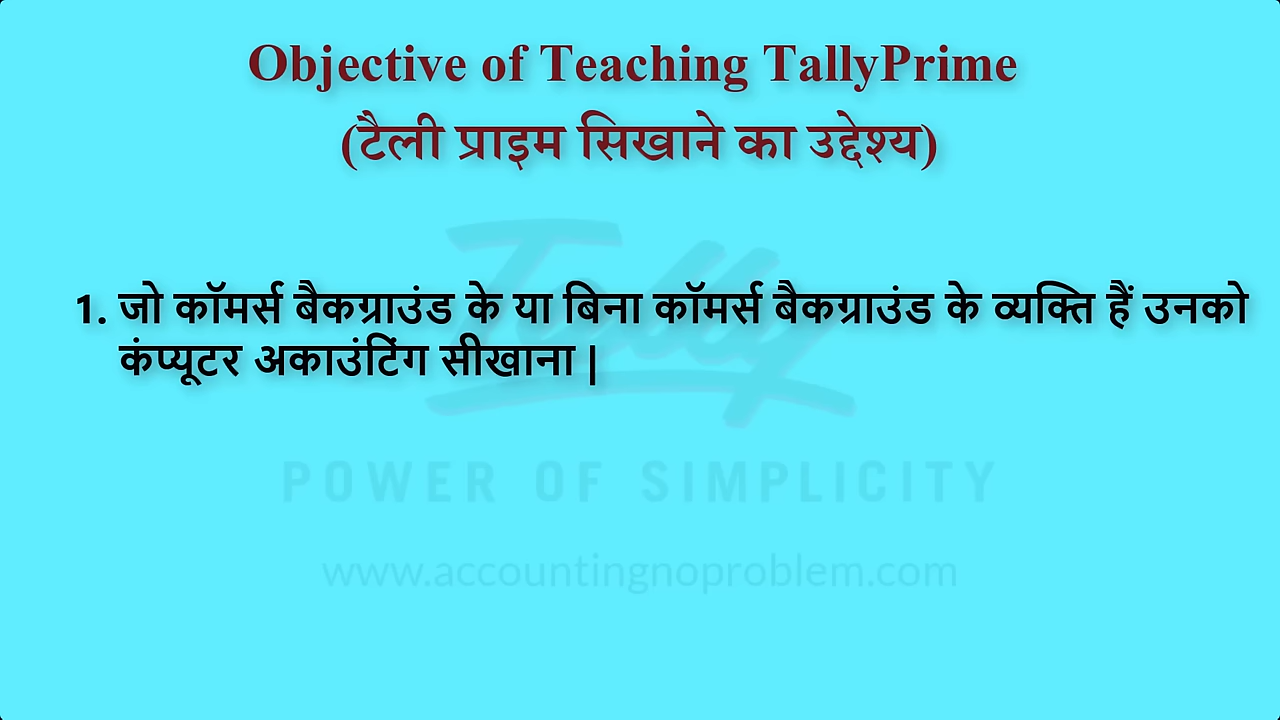 Objective of Teaching TallyPrime
(टैली प्राइम सिखाने का उद्देश्य)
1. जो कॉमर्स बैकग्राउंड के या बिना कॉमर्स बैकग्राउंड के व्यक्ति हैं उनको
कंप्यूटर अकाउंटिंग सीखाना |
Tally
POWER OF SIMPLICITY
www.accountingnoproblem.com